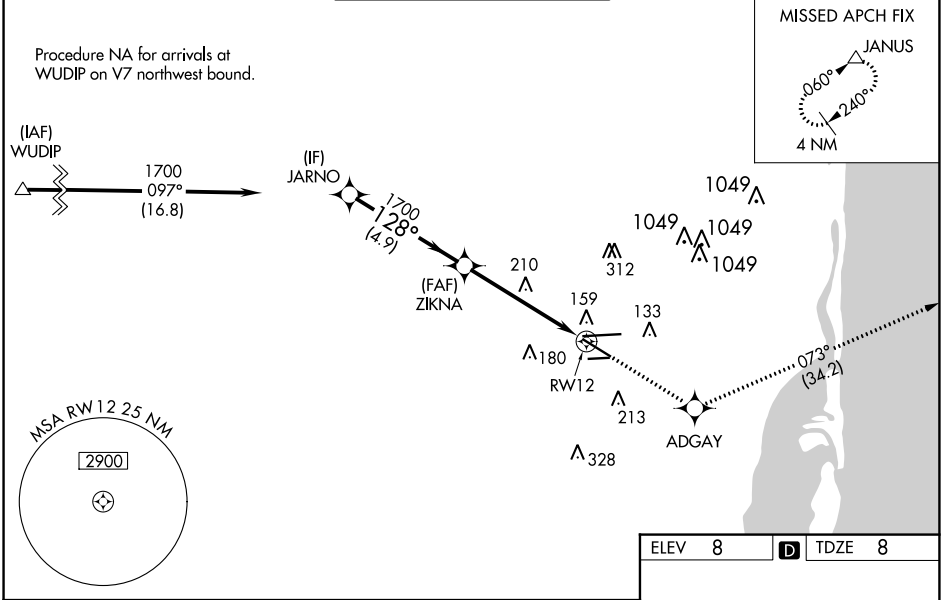 MISSED APCH FIX
JANUS
060°
240°
4 NM
Procedure NA for arrivals at
WUDIP on V7 northwest bound.
(IAF)
WUDIP
1700
097°
(16.8)
(IF)
JARNO
1700
128°
(4.9)
(FAF)
ZIKNA
1049
1049
1049
1049
312
210
159
133
180
RW12
213
328
ADGAY
073°
(34.2)
MSA RW12 25 NM
2900
ELEV 8 D TDZE 8